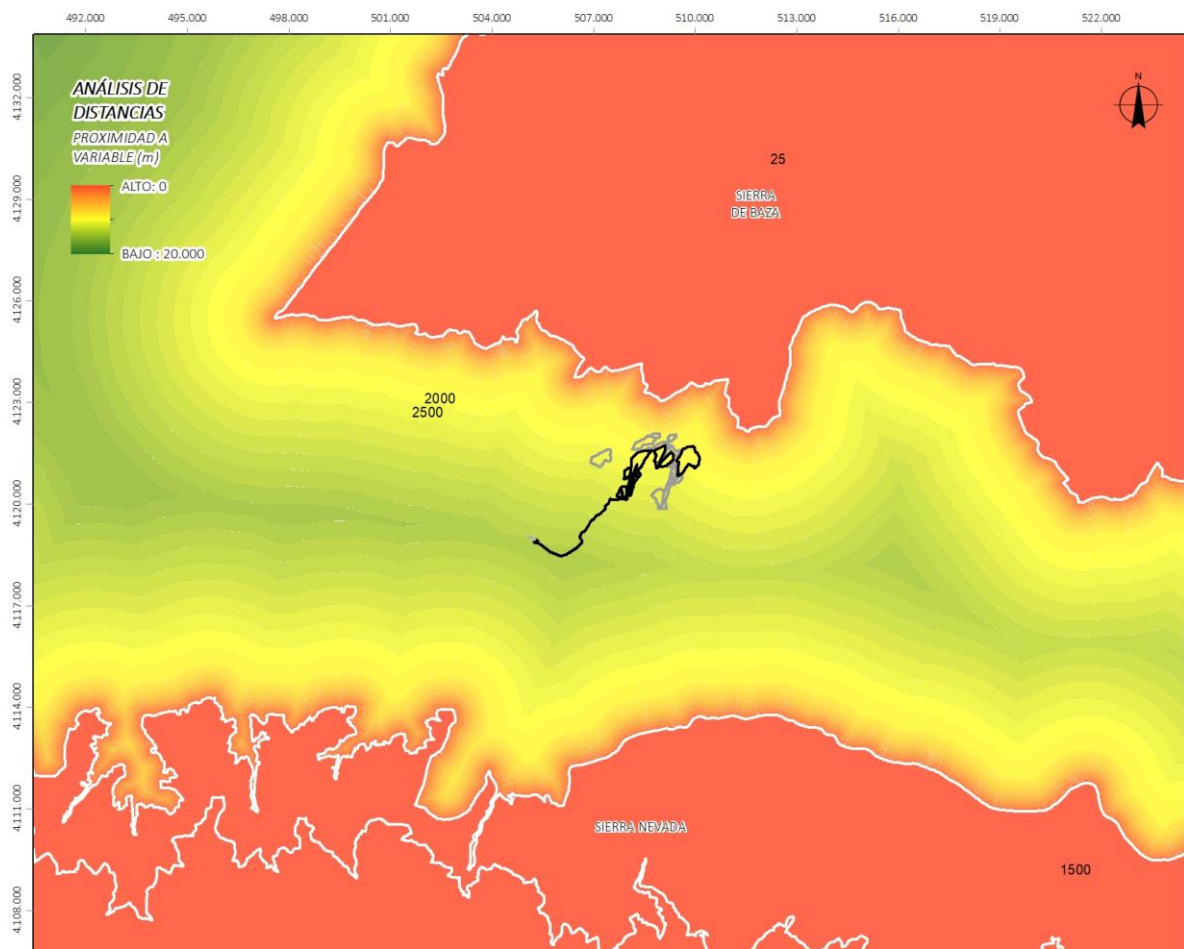 492.000 495.000 498.000 501.000 504.000 507.000 510.000 513.000 516.000 519.000 522.000
4.132.000
4.129.000
4.126.000
4.123.000
4.120.000
4.117.000
4.114.000
4.111.000
4.108.000
ANÁLISIS DE
DISTANCIAS
PROXIMIDAD A
VARIABLE (m)
ALTO: 0
BAJO : 20.000
N
25
SIERRA
DE BAZA
2000
2500
SIERRA NEVADA
1500